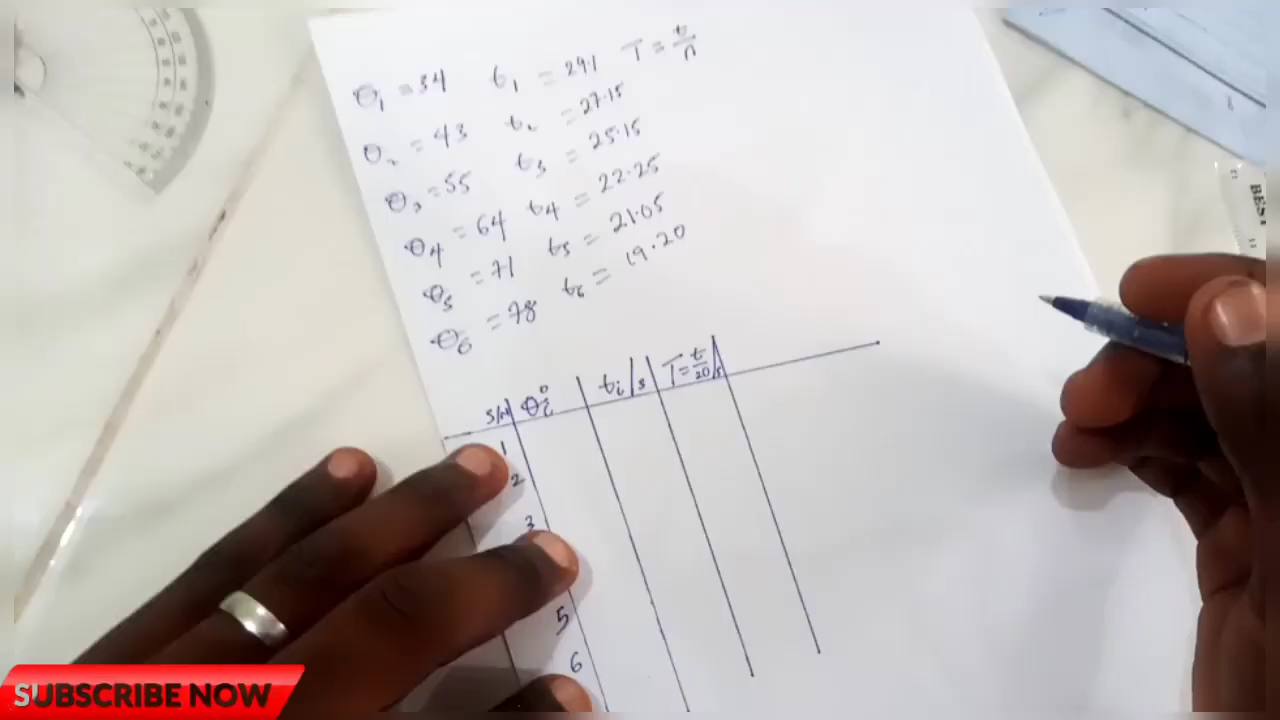 θ₁ = 34 t₁ = 29.1 T = t/n
θ₂ = 43 t₂ = 27.15
θ₃ = 55 t₃ = 25.15
θ₄ = 64 t₄ = 22.25
θ₅ = 71 t₅ = 21.05
θ₆ = 78 t₆ = 19.20
S/N θi° ti/s T = t/20/s
1
2
3
5
6
BES
SUBSCRIBE NOW